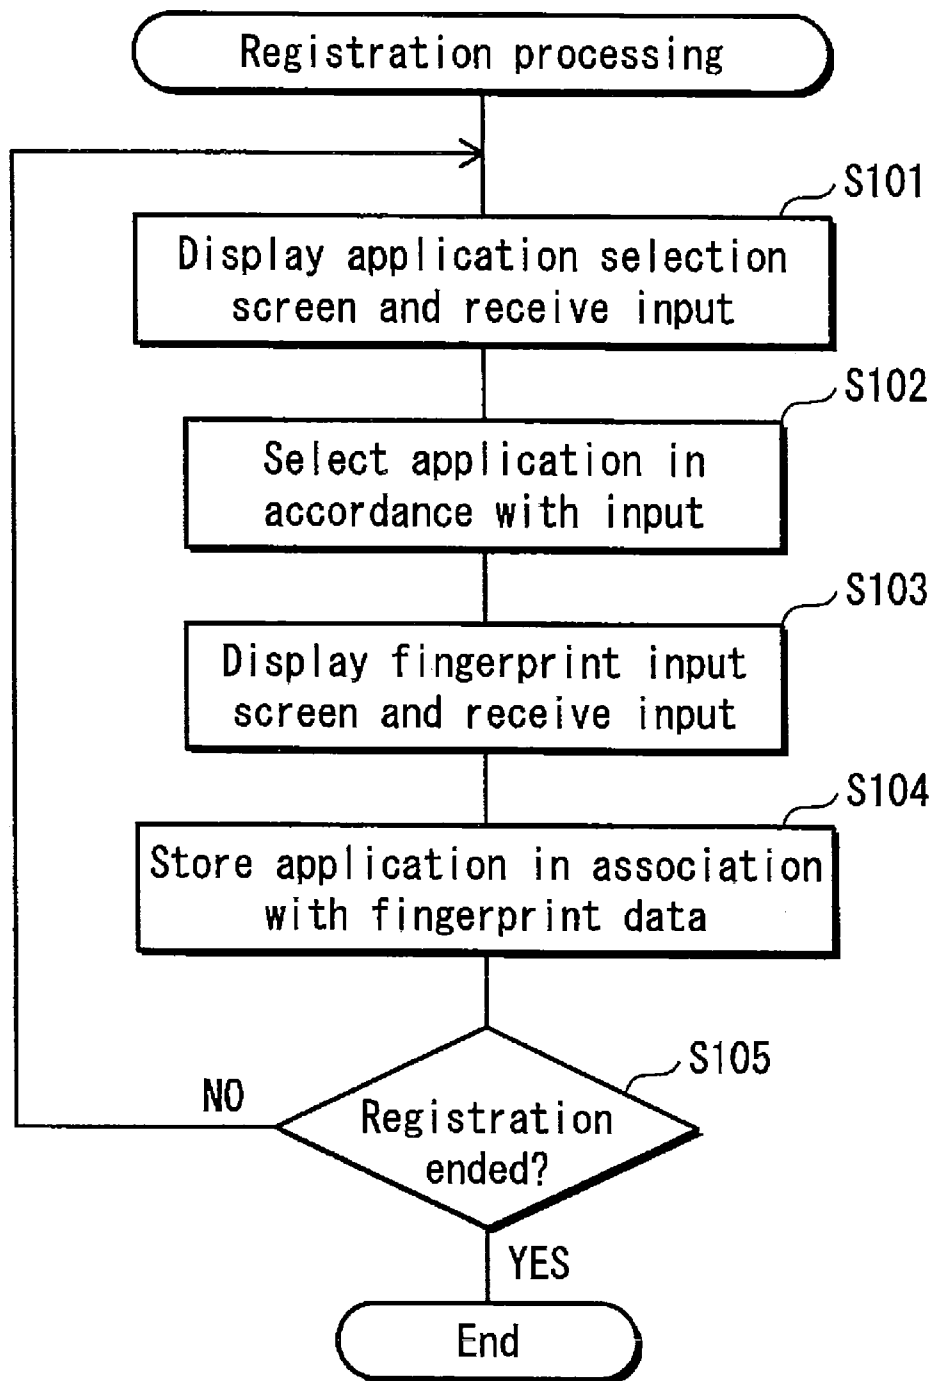 Registration processing
S101
Display application selection
screen and receive input
S102
Select application in
accordance with input
S103
Display fingerprint input
screen and receive input
S104
Store application in association
with fingerprint data
S105
NO
Registration
ended?
YES
End